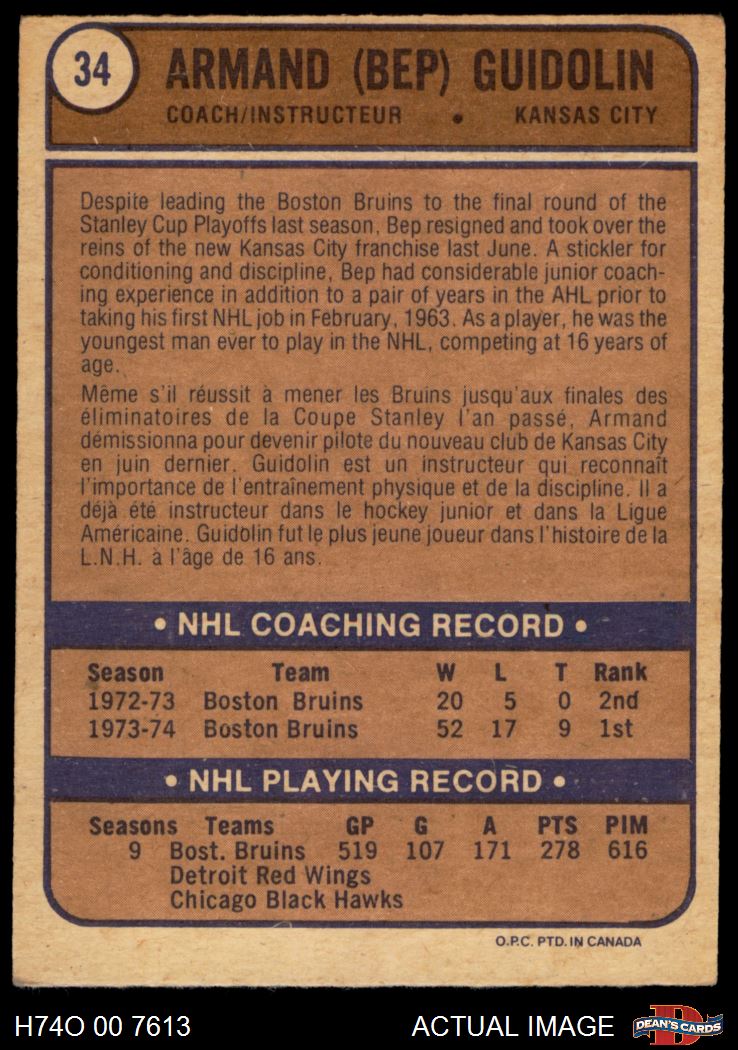 34
ARMAND (BEP) GUIDOLIN
COACH/INSTRUCTEUR • KANSAS CITY
Despite leading the Boston Bruins to the final round of the
Stanley Cup Playoffs last season, Bep resigned and took over the
reins of the new Kansas City franchise last June. A stickler for
conditioning and discipline, Bep had considerable junior coach-
ing experience in addition to a pair of years in the AHL prior to
taking his first NHL job in February, 1963. As a player, he was the
youngest man ever to play in the NHL, competing at 16 years of
age.
Même s'il réussit à mener les Bruins jusqu'aux finales des
éliminatoires de la Coupe Stanley l'an passé, Armand
démissionna pour devenir pilote du nouveau club de Kansas City
en juin dernier. Guidolin est un instructeur qui reconnaît
l'importance de l'entraînement physique et de la discipline. Il a
déjà été instructeur dans le hockey junior et dans la Ligue
Américaine. Guidolin fut le plus jeune joueur dans l'histoire de la
L.N.H. à l'âge de 16 ans.
• NHL COACHING RECORD •
Season Team W L T Rank
1972-73 Boston Bruins 20 5 0 2nd
1973-74 Boston Bruins 52 17 9 1st
• NHL PLAYING RECORD •
Seasons Teams GP G A PTS PIM
9 Bost. Bruins 519 107 171 278 616
Detroit Red Wings
Chicago Black Hawks
O.P.C. PTD. IN CANADA
H74O 00 7613 ACTUAL IMAGE D DEAN'S CARDS